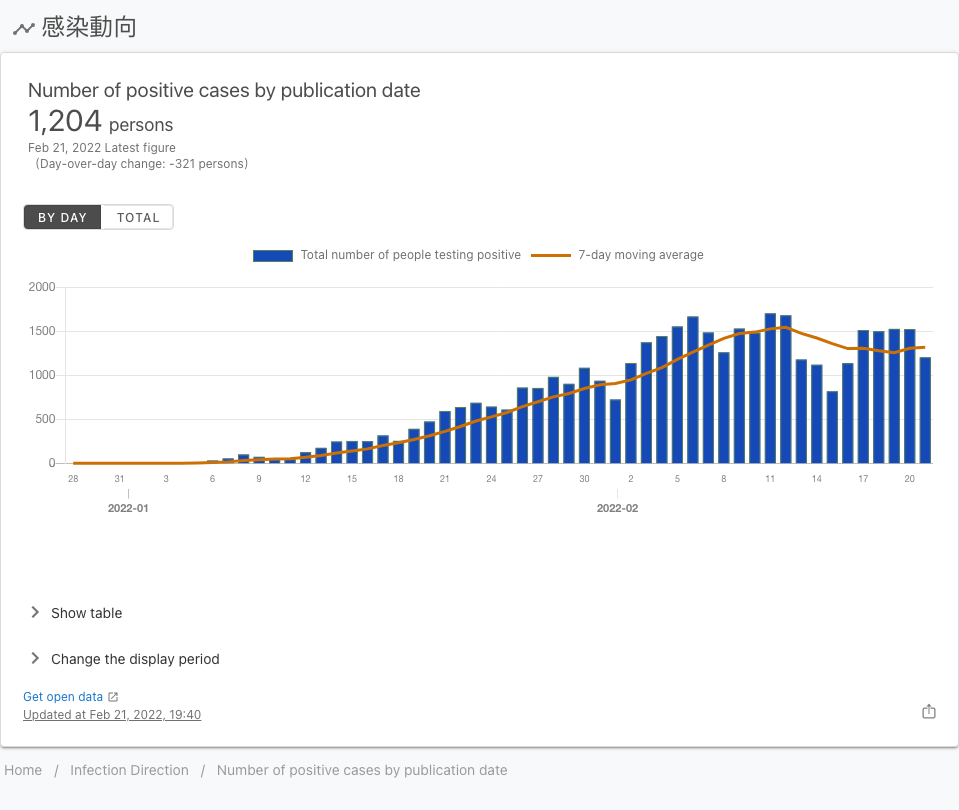 感染動向
Number of positive cases by publication date
1,204 persons
Feb 21, 2022 Latest figure
(Day-over-day change: -321 persons)
BY DAY TOTAL
Total number of people testing positive 7-day moving average
2000
1500
1000
500
0
28 31 3 6 9 12 15 18 21 24 27 30 2 5 8 11 14 17 20
2022-01 2022-02
Show table
Change the display period
Get open data
Updated at Feb 21, 2022, 19:40
Home / Infection Direction / Number of positive cases by publication date